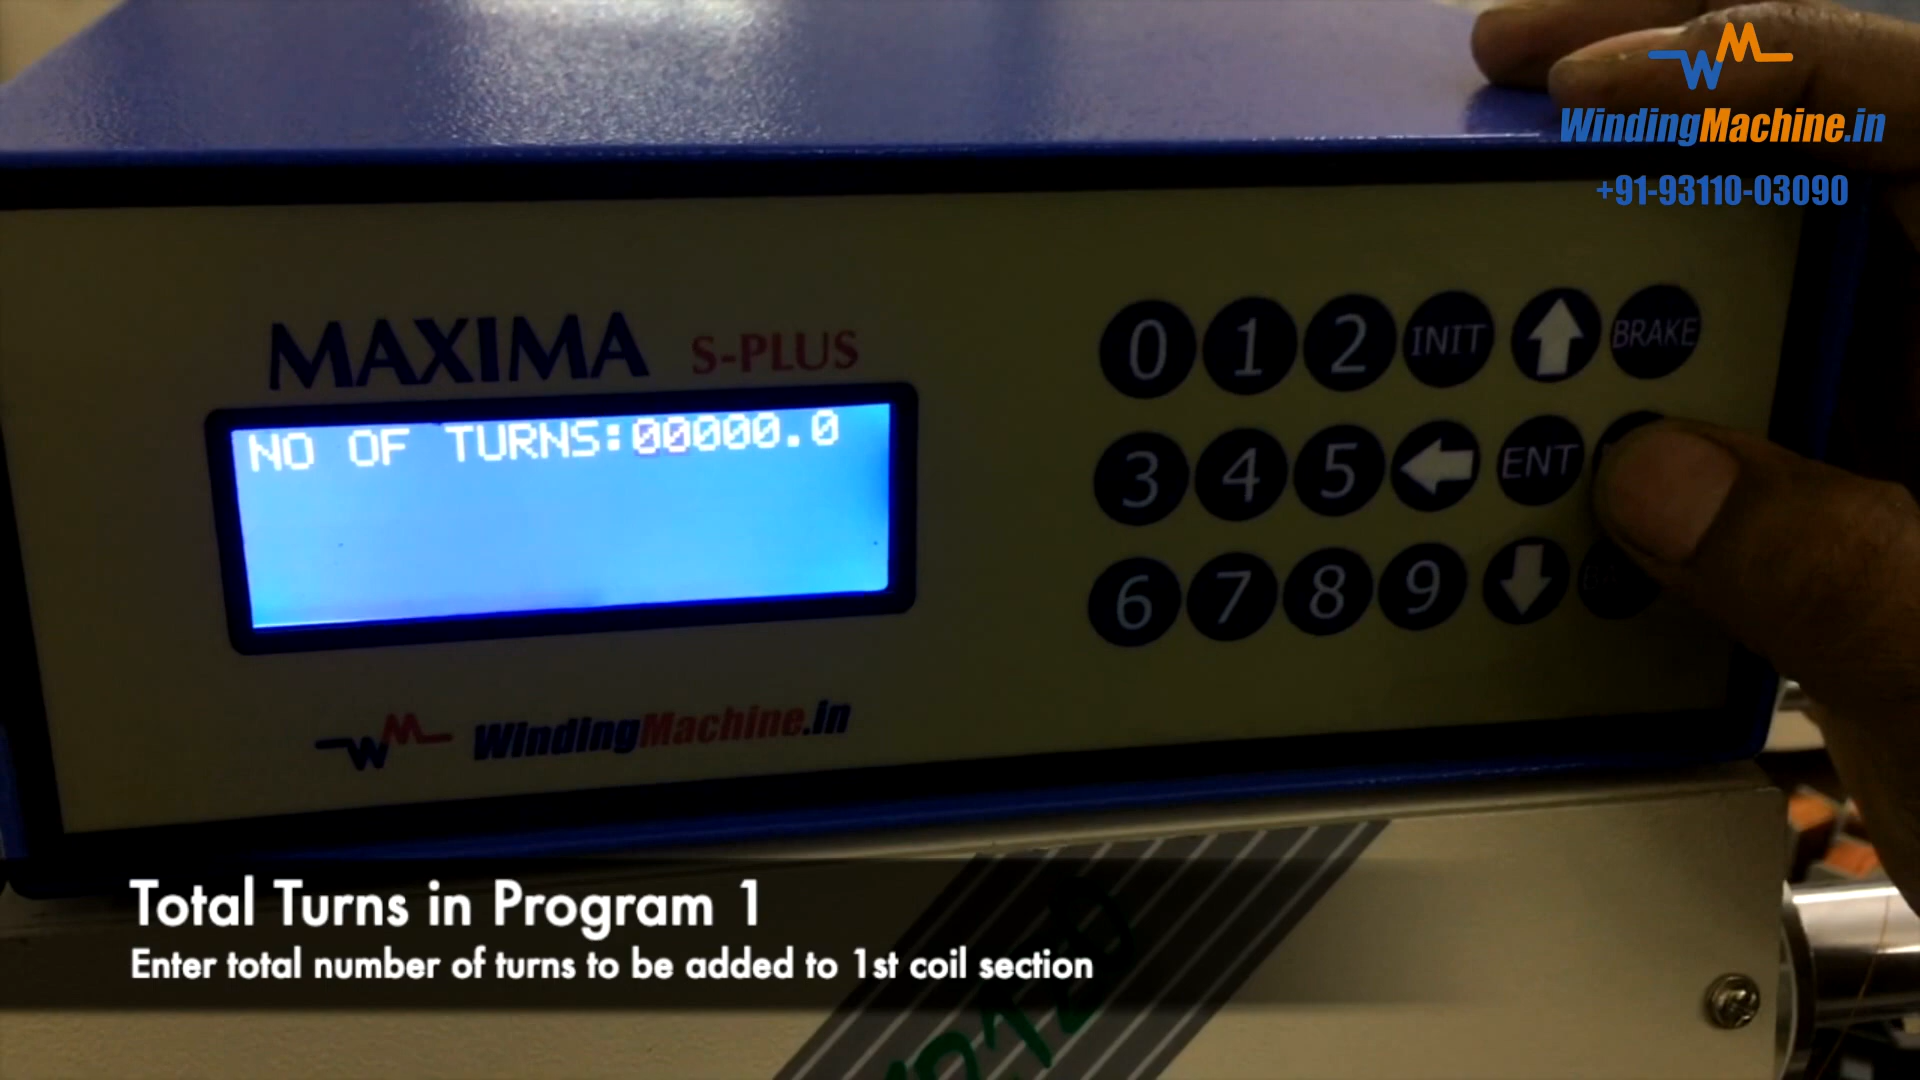 WM
WindingMachine.in
+91-93110-03090
MAXIMA S-PLUS
NO OF TURNS:00000.0
0 1 2 INIT BRAKE
3 4 5 ENT
6 7 8 9
WM WindingMachine.in
Total Turns in Program 1
Enter total number of turns to be added to 1st coil section